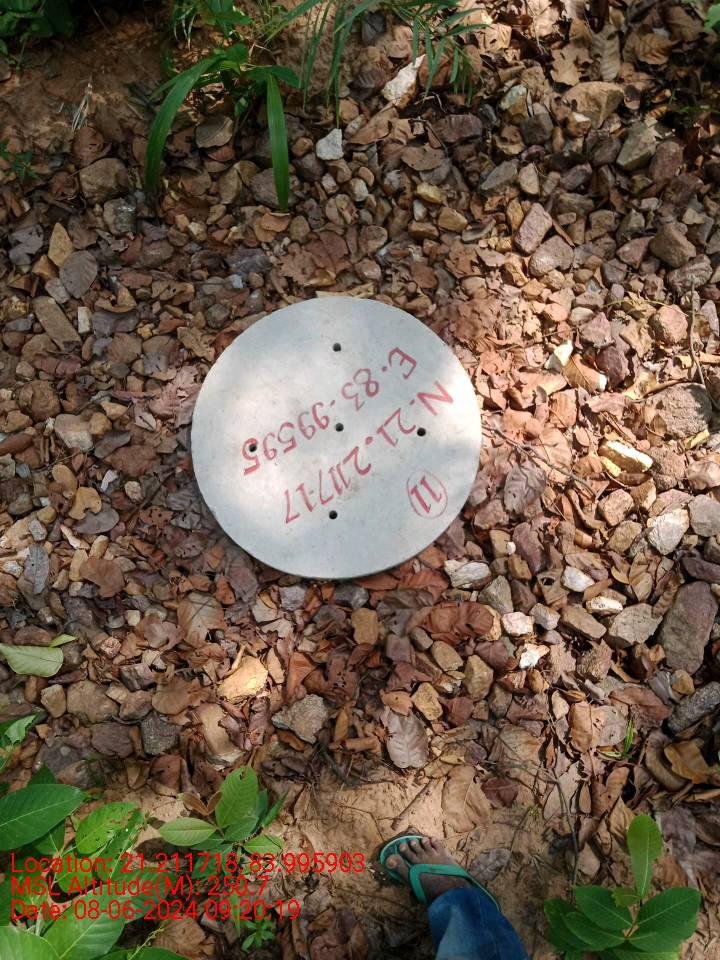 11
N. 21.211717
E. 83.99595
Location: 21.211718,83.995903
MSL Altitude(M): 250.7
Date: 08-06-2024 09:20:19